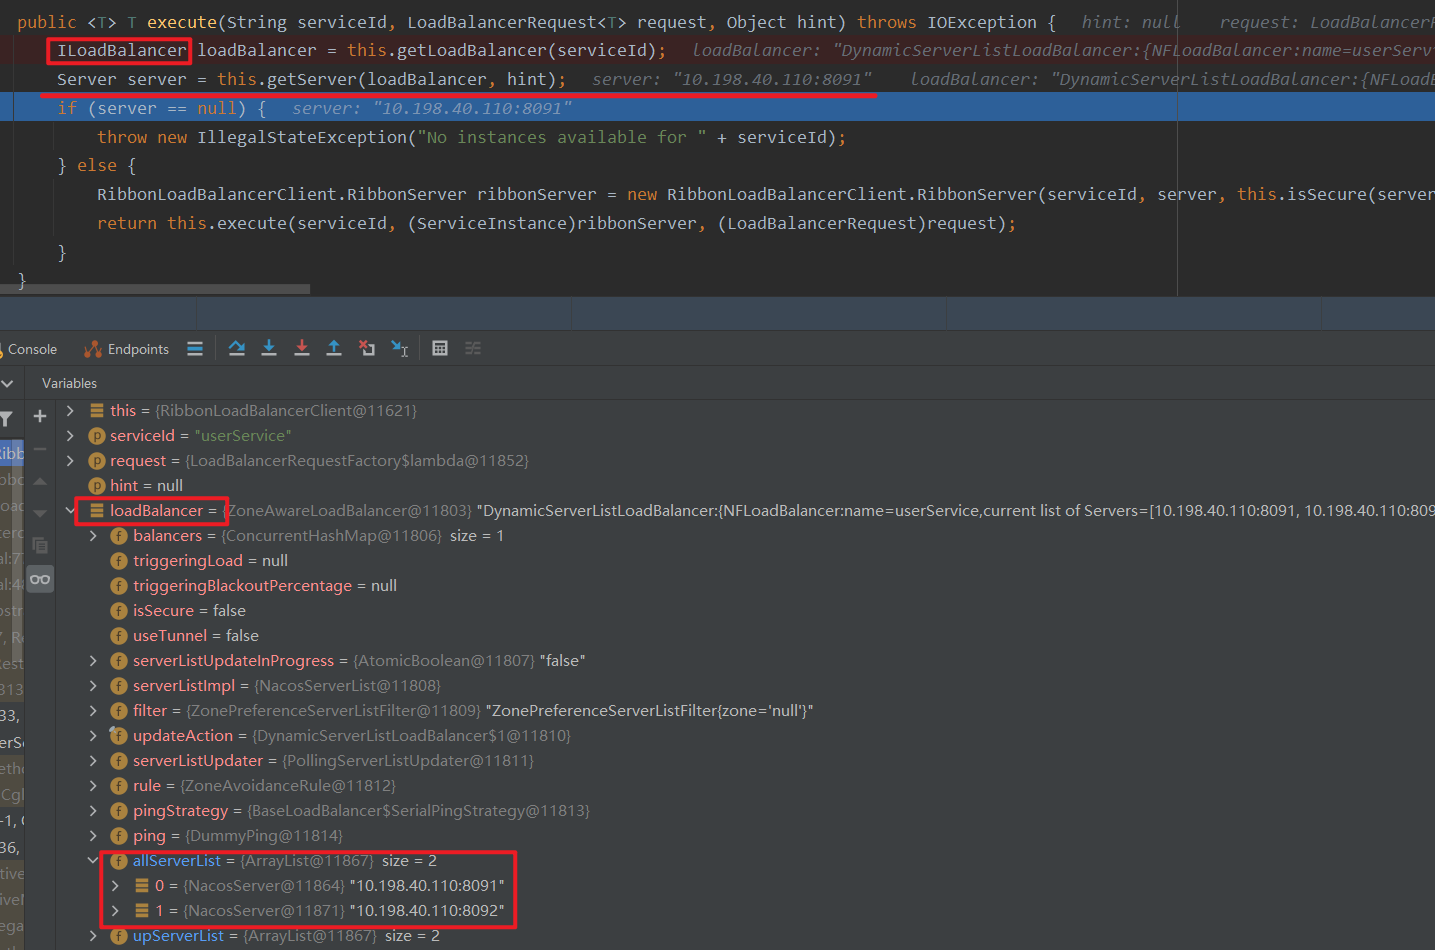 public <T> T execute(String serviceId, LoadBalancerRequest<T> request, Object hint) throws IOException {  hint: null  request: LoadBalancerR
ILoadBalancer loadBalancer = this.getLoadBalancer(serviceId);  loadBalancer: "DynamicServerListLoadBalancer:{NFLoadBalancer:name=userServi
Server server = this.getServer(loadBalancer, hint);  server: "10.198.40.110:8091"  loadBalancer: "DynamicServerListLoadBalancer:{NFLoadB
if (server == null) {  server: "10.198.40.110:8091"
throw new IllegalStateException("No instances available for " + serviceId);
} else {
RibbonLoadBalancerClient.RibbonServer ribbonServer = new RibbonLoadBalancerClient.RibbonServer(serviceId, server, this.isSecure(server
return this.execute(serviceId, (ServiceInstance)ribbonServer, (LoadBalancerRequest)request);
}
}
Console Endpoints
Variables
this = {RibbonLoadBalancerClient@11621}
serviceId = "userService"
request = {LoadBalancerRequestFactory$lambda@11852}
hint = null
loadBalancer = {ZoneAwareLoadBalancer@11803} "DynamicServerListLoadBalancer:{NFLoadBalancer:name=userService,current list of Servers=[10.198.40.110:8091, 10.198.40.110:809
balancers = {ConcurrentHashMap@11806} size = 1
triggeringLoad = null
triggeringBlackoutPercentage = null
isSecure = false
useTunnel = false
serverListUpdateInProgress = {AtomicBoolean@11807} "false"
serverListImpl = {NacosServerList@11808}
filter = {ZonePreferenceServerListFilter@11809} "ZonePreferenceServerListFilter{zone='null'}"
updateAction = {DynamicServerListLoadBalancer$1@11810}
serverListUpdater = {PollingServerListUpdater@11811}
rule = {ZoneAvoidanceRule@11812}
pingStrategy = {BaseLoadBalancer$SerialPingStrategy@11813}
ping = {DummyPing@11814}
allServerList = {ArrayList@11867} size = 2
0 = {NacosServer@11864} "10.198.40.110:8091"
1 = {NacosServer@11871} "10.198.40.110:8092"
upServerList = {ArrayList@11867} size = 2